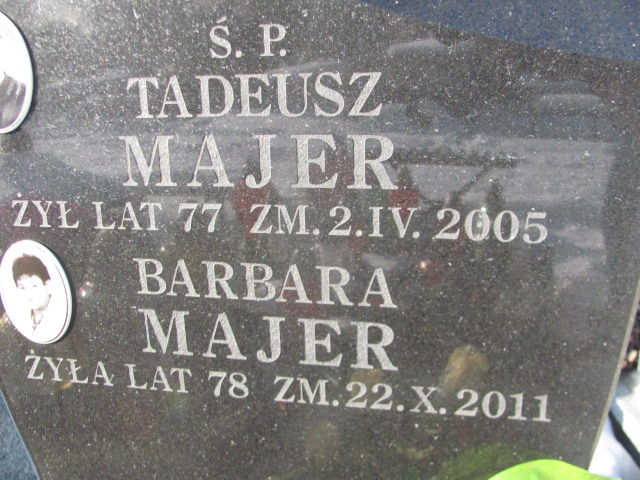 Ś. P.
TADEUSZ
MAJER
ŻYŁ LAT 77 ZM. 2. IV. 2005
BARBARA
MAJER
ŻYŁA LAT 78 ZM. 22. X. 2011